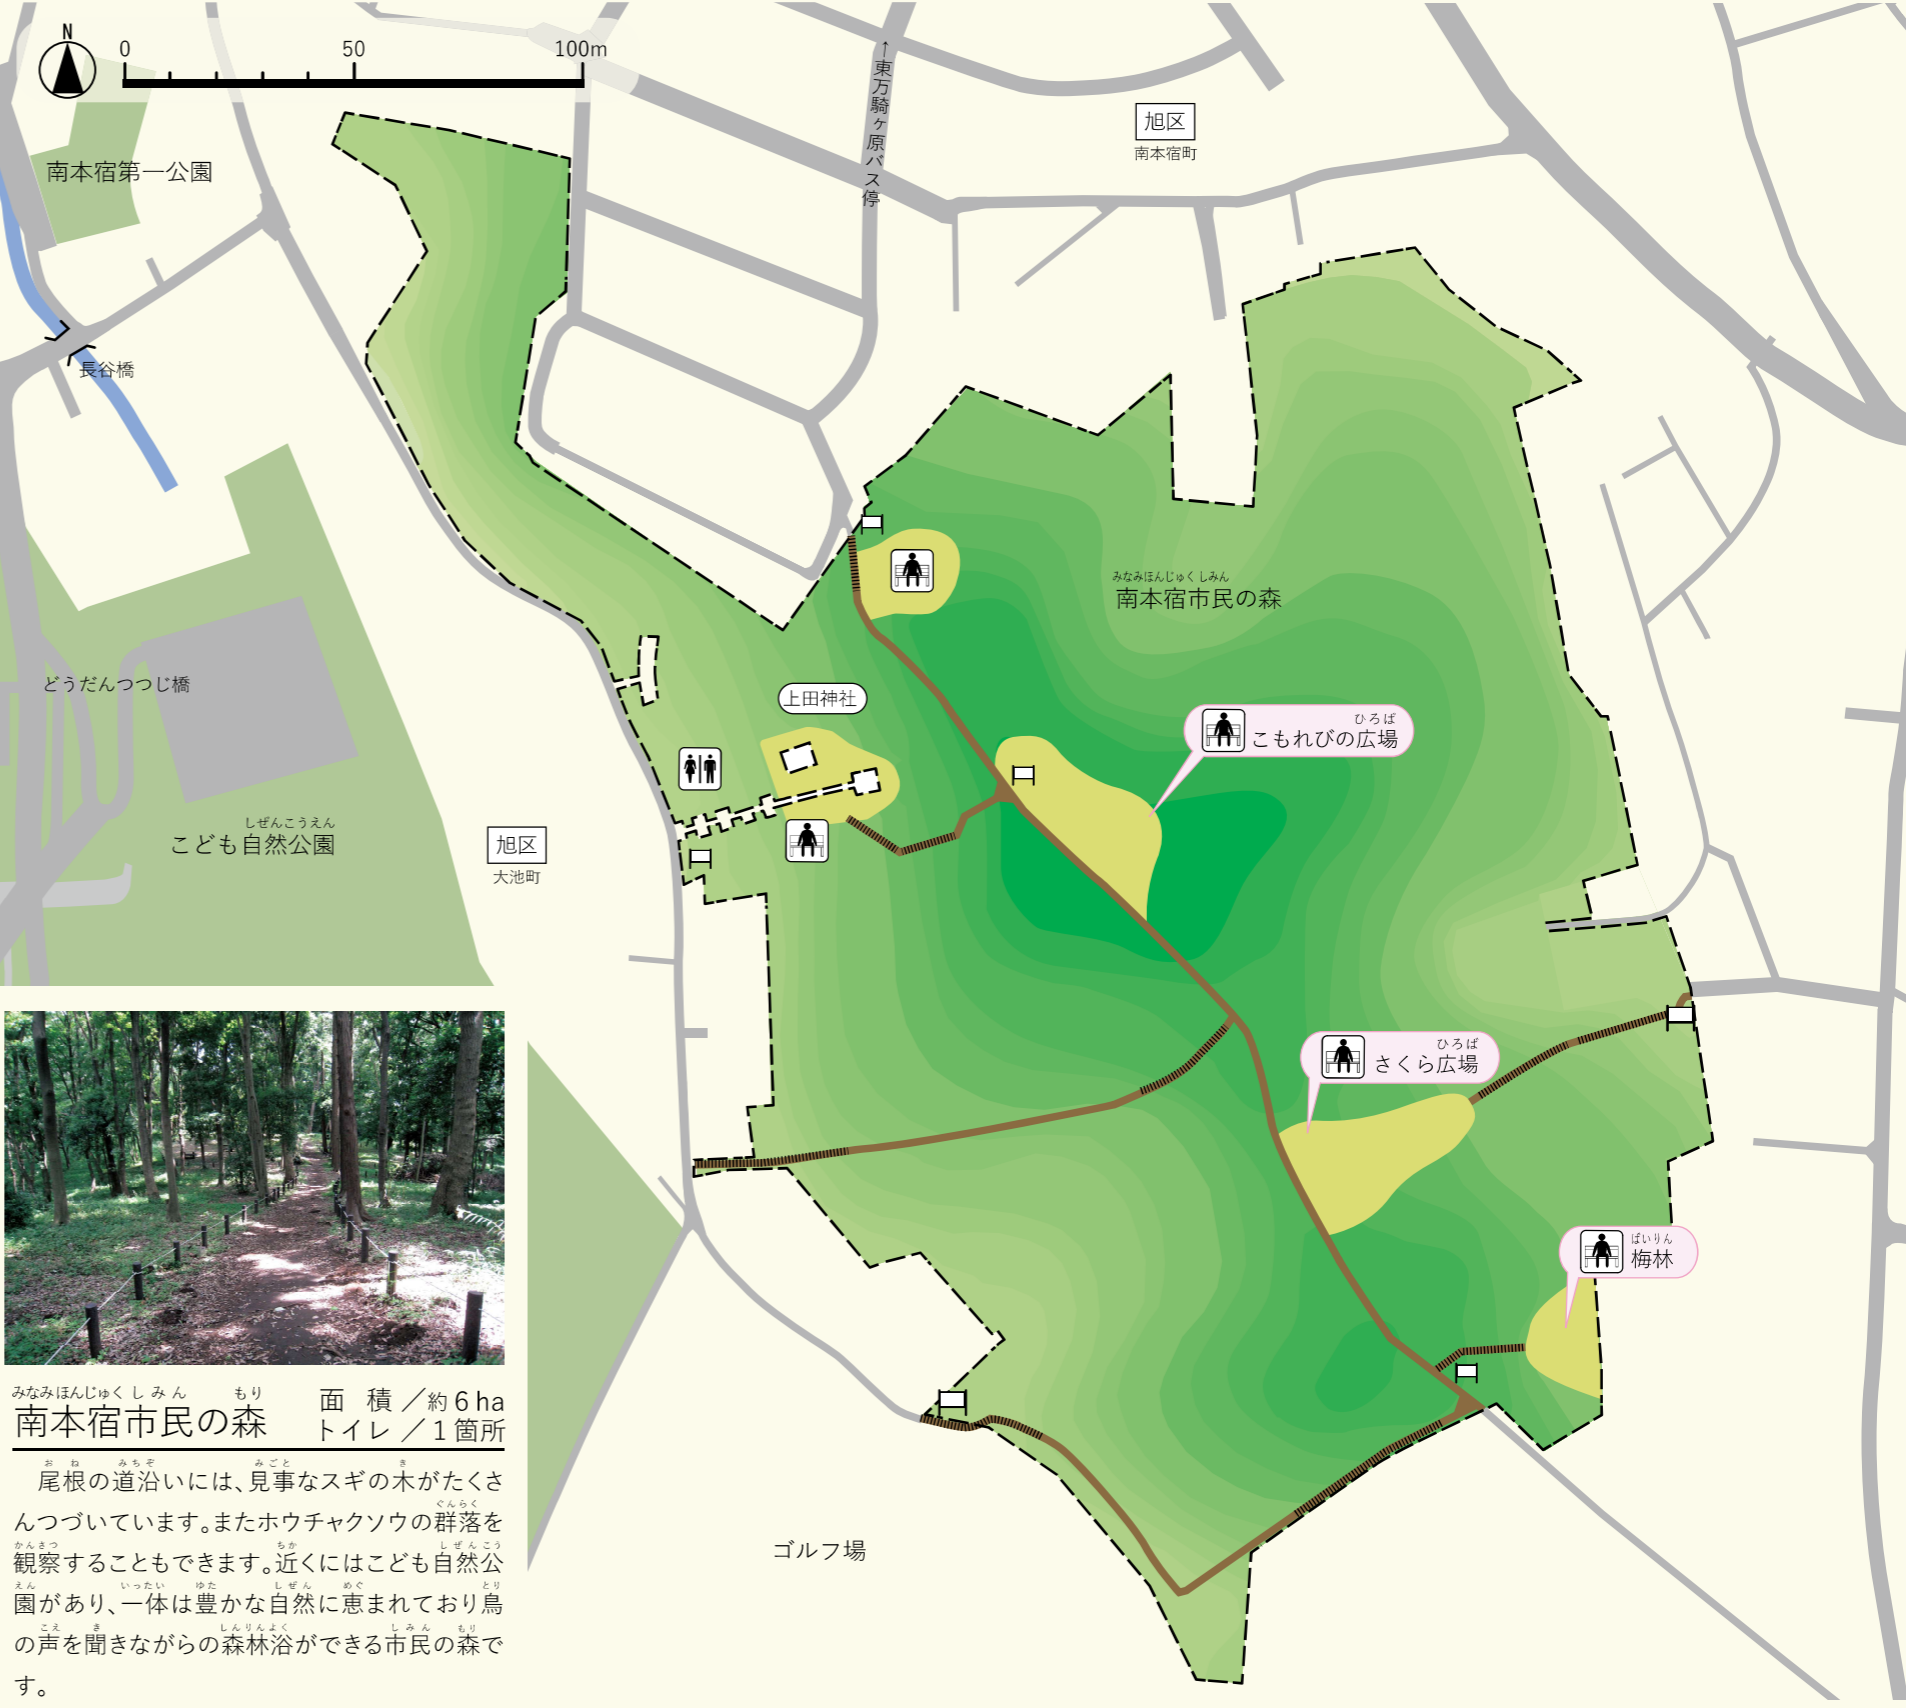 N
0 50 100m
↑東万騎ヶ原バス停
旭区
南本宿町
南本宿第一公園
長谷橋
みなみほんじゅくしみん
南本宿市民の森
どうだんつつじ橋
上田神社
ひろば
こもれびの広場
しぜんこうえん
こども自然公園
旭区
大池町
ひろば
さくら広場
ばいりん
梅林
ゴルフ場
みなみほんじゅくしみん もり
南本宿市民の森
面 積／約6ha
トイレ／1箇所
おね みちぞ みごと き
尾根の道沿いには、見事なスギの木がたくさ
ぐんらく
んつづいています。またホウチャクソウの群落を
かんさつ ちか しぜんこう
観察することもできます。近くにはこども自然公
えん いったい ゆた しぜん めぐ とり
園があり、一体は豊かな自然に恵まれており鳥
こえ き しんりんよく しみん もり
の声を聞きながらの森林浴ができる市民の森で
す。